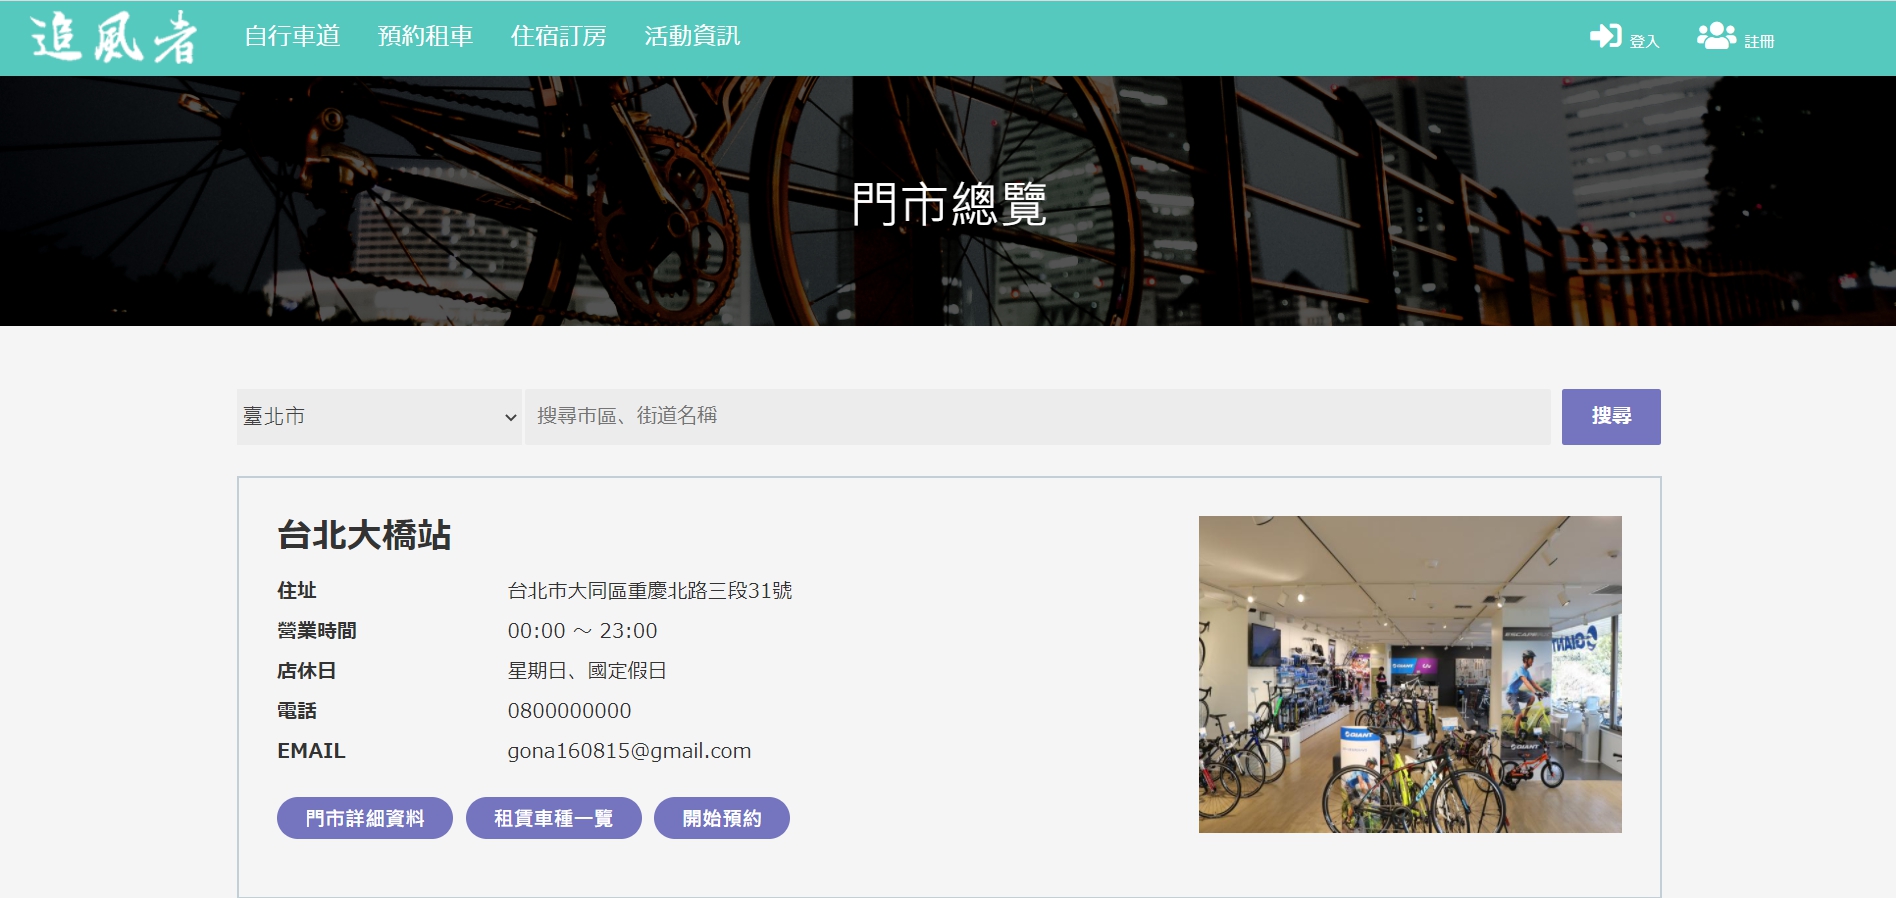 追風者 自行車道 預約租車 住宿訂房 活動資訊 登入 註冊
門市總覽
臺北市 搜尋市區、街道名稱 搜尋
台北大橋站
住址 台北市大同區重慶北路三段31號
營業時間 00:00 ～ 23:00
店休日 星期日、國定假日
電話 0800000000
EMAIL gona160815@gmail.com
門市詳細資料 租賃車種一覽 開始預約
ESCAPE
GIANT
GIANT
GIANT
GIANT